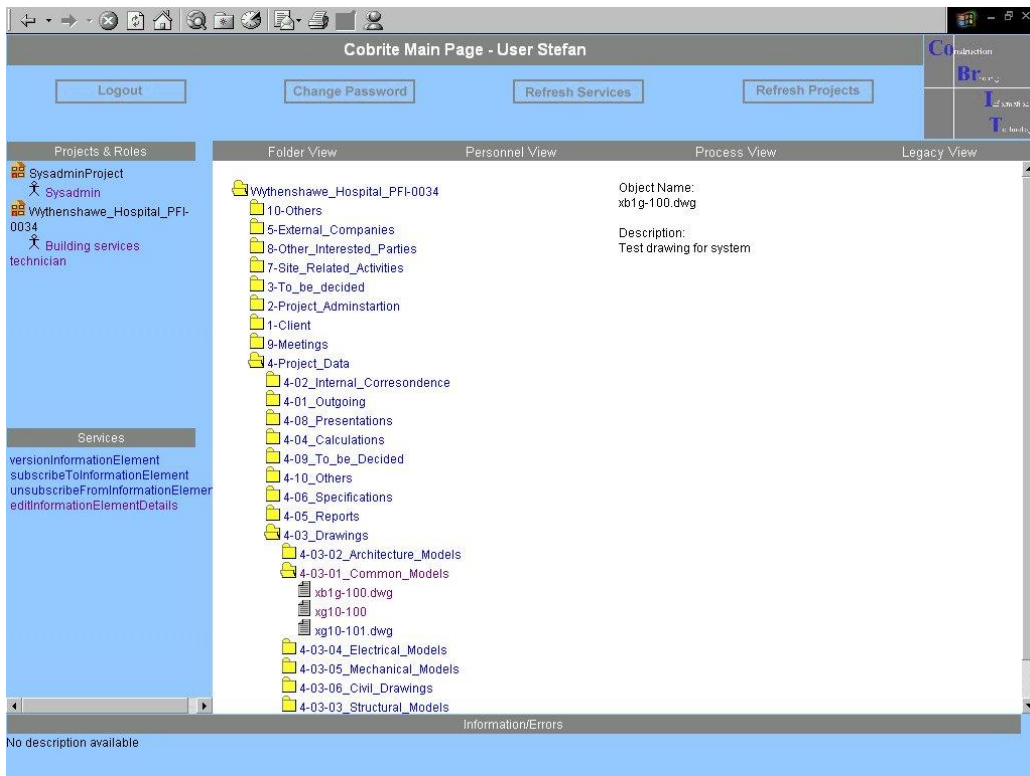 Cobrite Main Page - User Stefan
Construction
Br
I
T
Logout
Change Password
Refresh Services
Refresh Projects
Projects & Roles
Folder View
Personnel View
Process View
Legacy View
SysadminProject
Sysadmin
Wythenshawe_Hospital_PFI-
0034
Building services
technician
Services
versionInformationElement
subscribeToInformationElement
unsubscribeFromInformationElemer
editInformationElementDetails
Wythenshawe_Hospital_PFI-0034
10-Others
5-External_Companies
8-Other_Interested_Parties
7-Site_Related_Activities
3-To_be_decided
2-Project_Adminstartion
1-Client
9-Meetings
4-Project_Data
4-02_Internal_Corresondence
4-01_Outgoing
4-08_Presentations
4-04_Calculations
4-09_To_be_Decided
4-10_Others
4-06_Specifications
4-05_Reports
4-03_Drawings
4-03-02_Architecture_Models
4-03-01_Common_Models
xb1g-100.dwg
xg10-100
xg10-101.dwg
4-03-04_Electrical_Models
4-03-05_Mechanical_Models
4-03-06_Civil_Drawings
4-03-03_Structural_Models
Object Name:
xb1g-100.dwg
Description:
Test drawing for system
Information/Errors
No description available